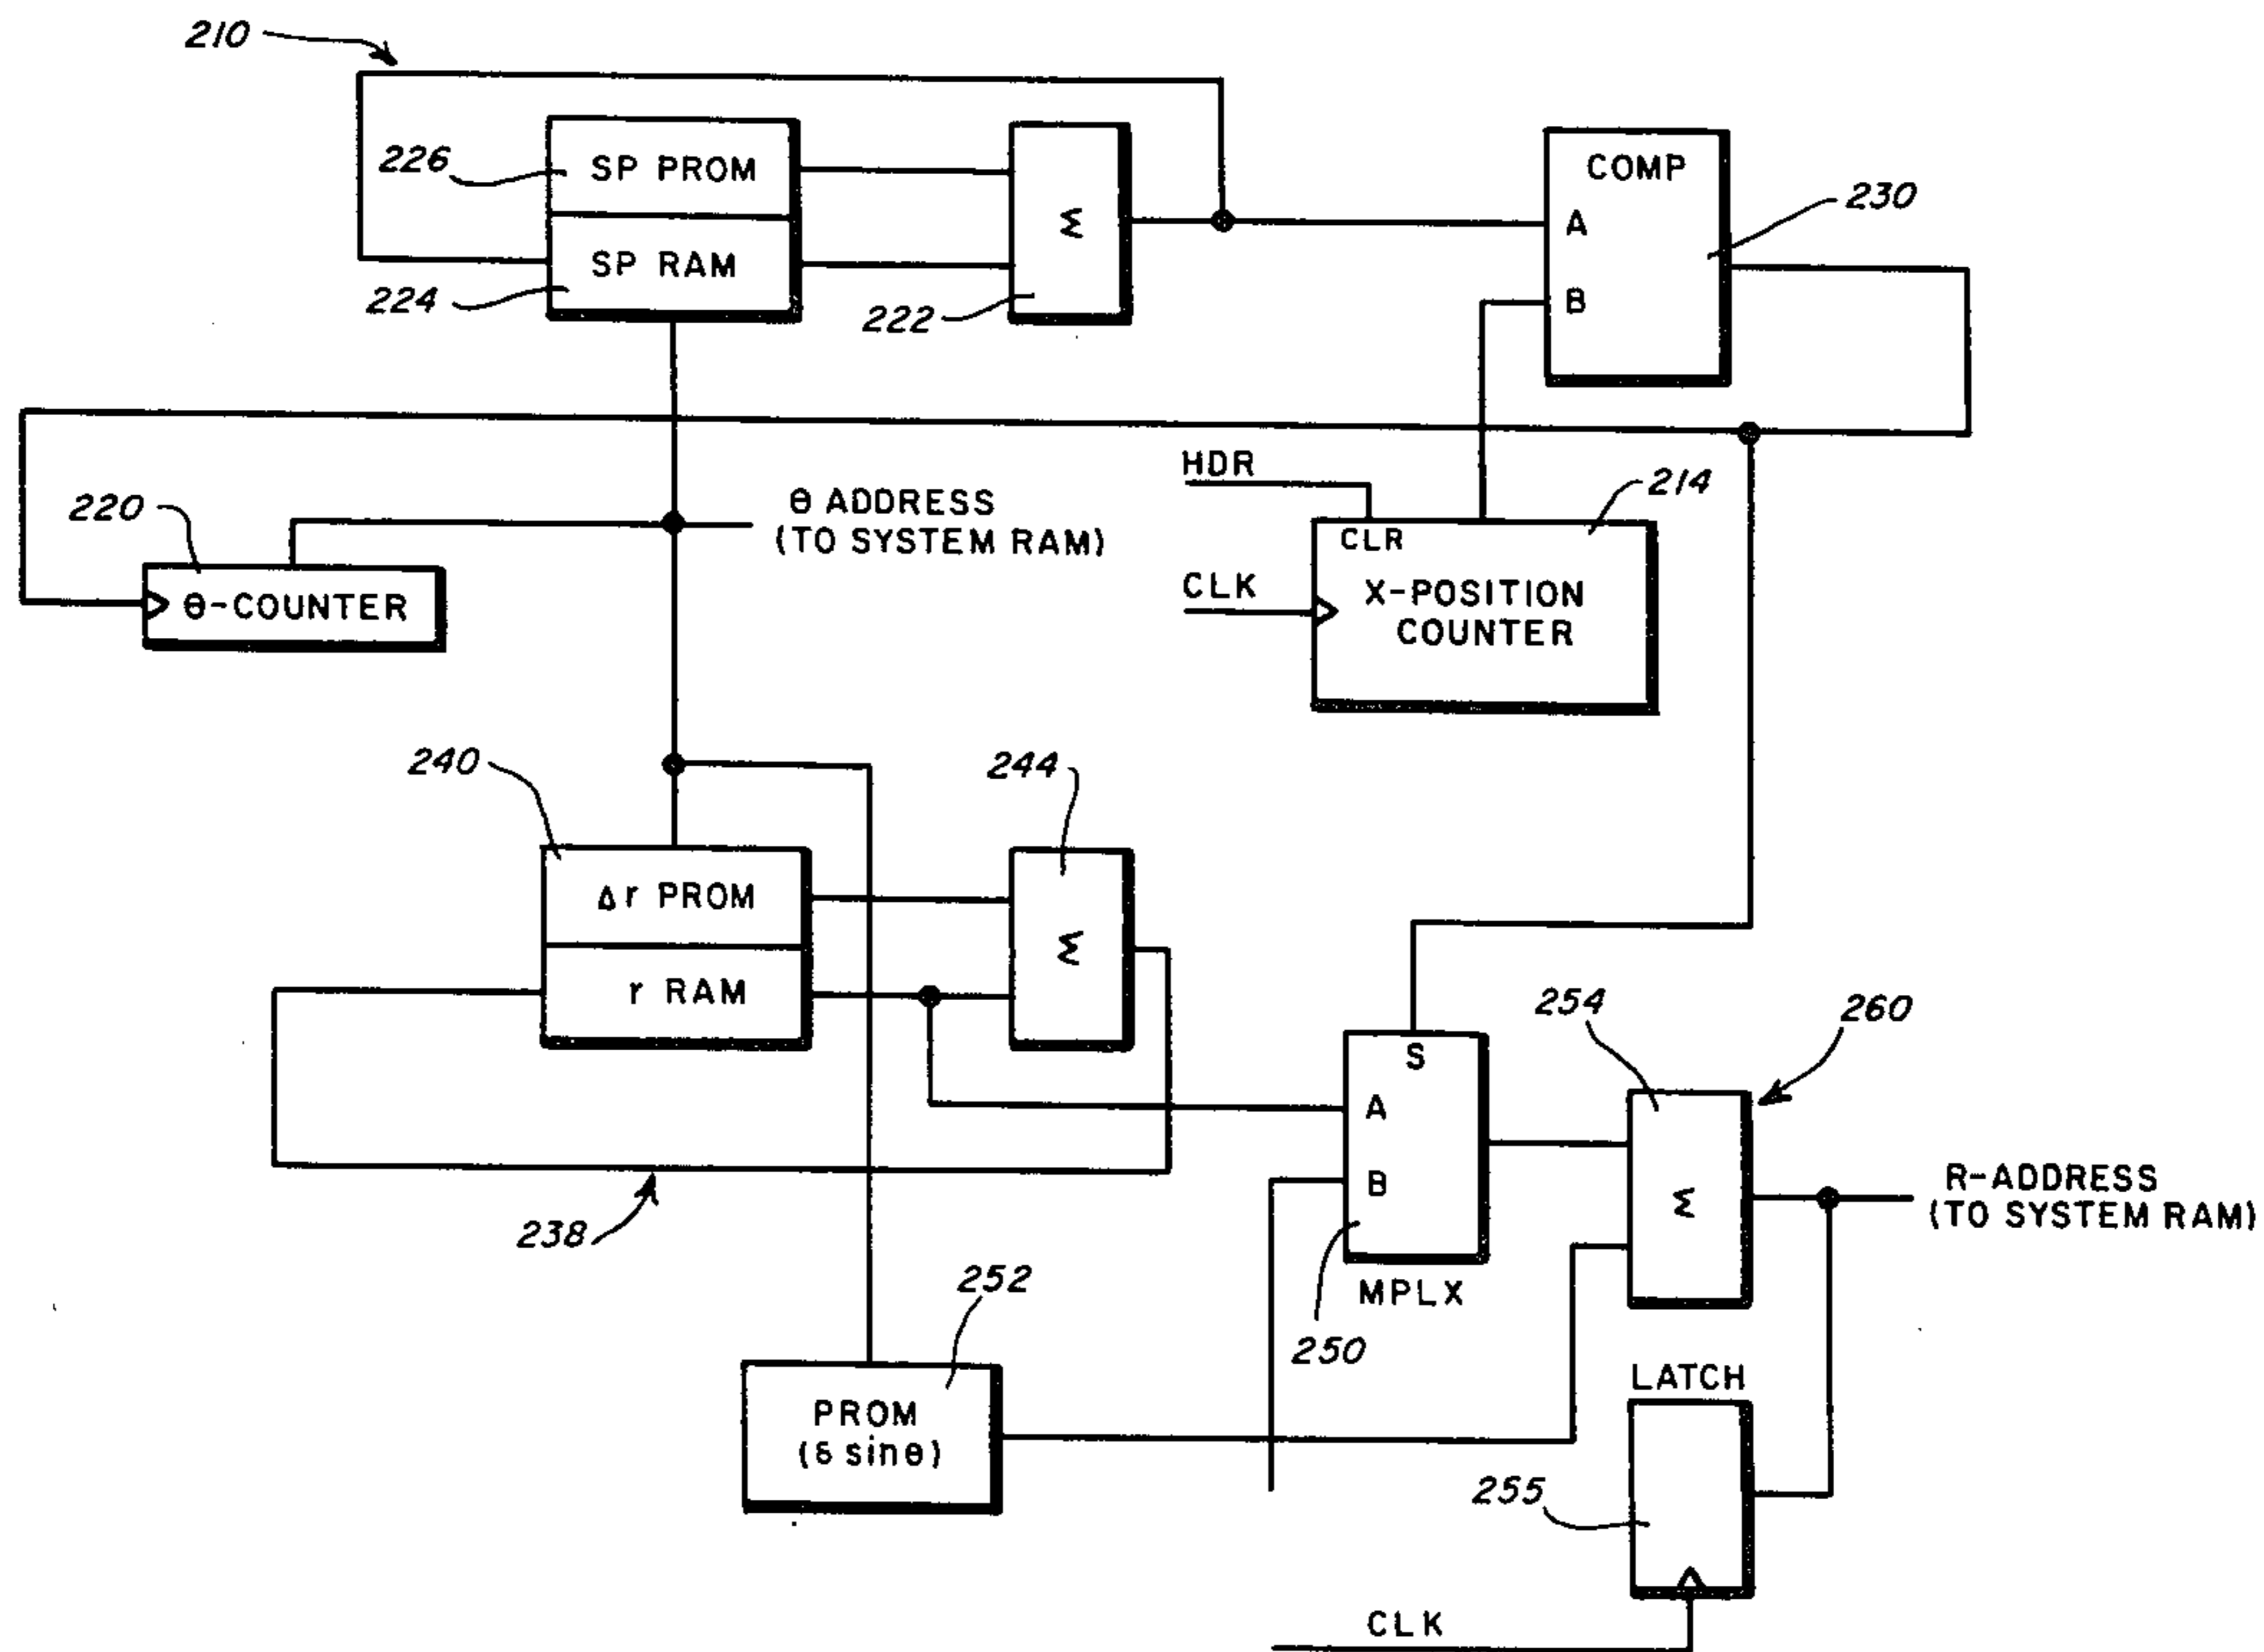 210
226
SP PROM
SP RAM
224
Σ
222
COMP
A
B
230
HDR
214
CLR
CLK
X-POSITION
COUNTER
220
θ ADDRESS
(TO SYSTEM RAM)
θ-COUNTER
240
244
Δr PROM
r RAM
Σ
238
S
A
B
MPLX
250
254
260
Σ
R-ADDRESS
(TO SYSTEM RAM)
252
PROM
(δ sinθ)
LATCH
255
CLK